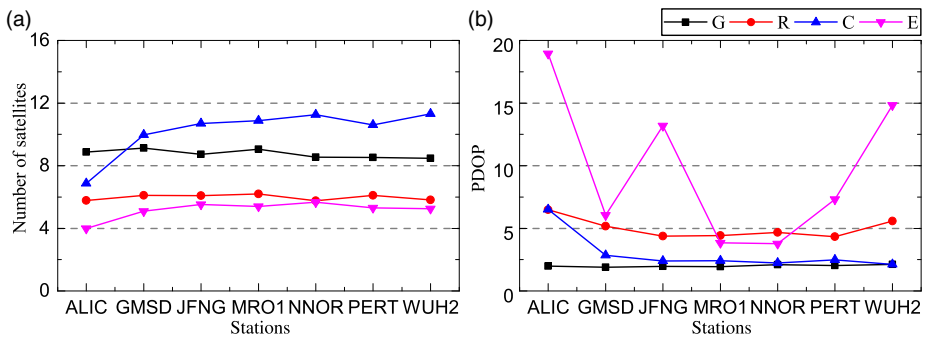 (a)
16
12
8
4
0
Number of satellites
ALIC GMSD JFNG MRO1 NNOR PERT WUH2
Stations
(b)
G R C E
20
15
10
5
0
PDOP
ALIC GMSD JFNG MRO1 NNOR PERT WUH2
Stations